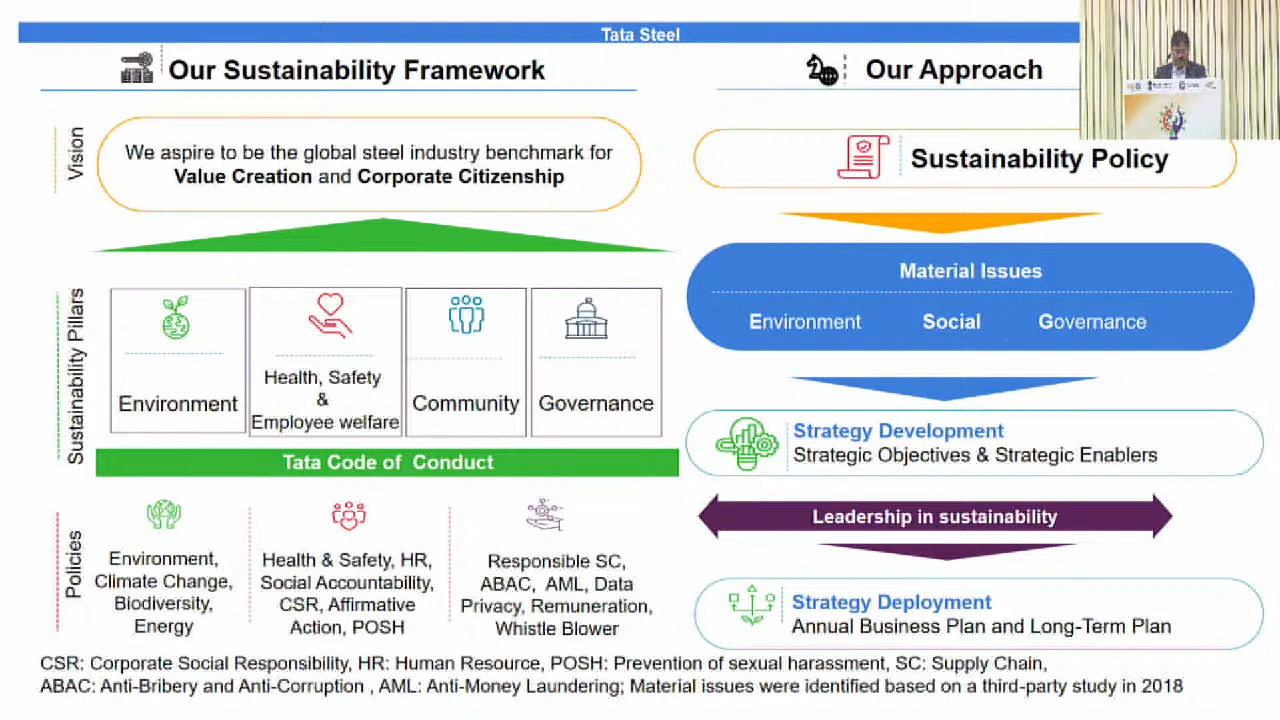 Tata Steel
Our Sustainability Framework
Vision
We aspire to be the global steel industry benchmark for
Value Creation and Corporate Citizenship
Sustainability Pillars
Environment
Health, Safety
&
Employee welfare
Community
Governance
Tata Code of Conduct
Policies
Environment,
Climate Change,
Biodiversity,
Energy
Health & Safety, HR,
Social Accountability,
CSR, Affirmative
Action, POSH
Responsible SC,
ABAC, AML, Data
Privacy, Remuneration,
Whistle Blower
Our Approach
Sustainability Policy
Material Issues
Environment Social Governance
Strategy Development
Strategic Objectives & Strategic Enablers
Leadership in sustainability
Strategy Deployment
Annual Business Plan and Long-Term Plan
CSR: Corporate Social Responsibility, HR: Human Resource, POSH: Prevention of sexual harassment, SC: Supply Chain,
ABAC: Anti-Bribery and Anti-Corruption , AML: Anti-Money Laundering; Material issues were identified based on a third-party study in 2018